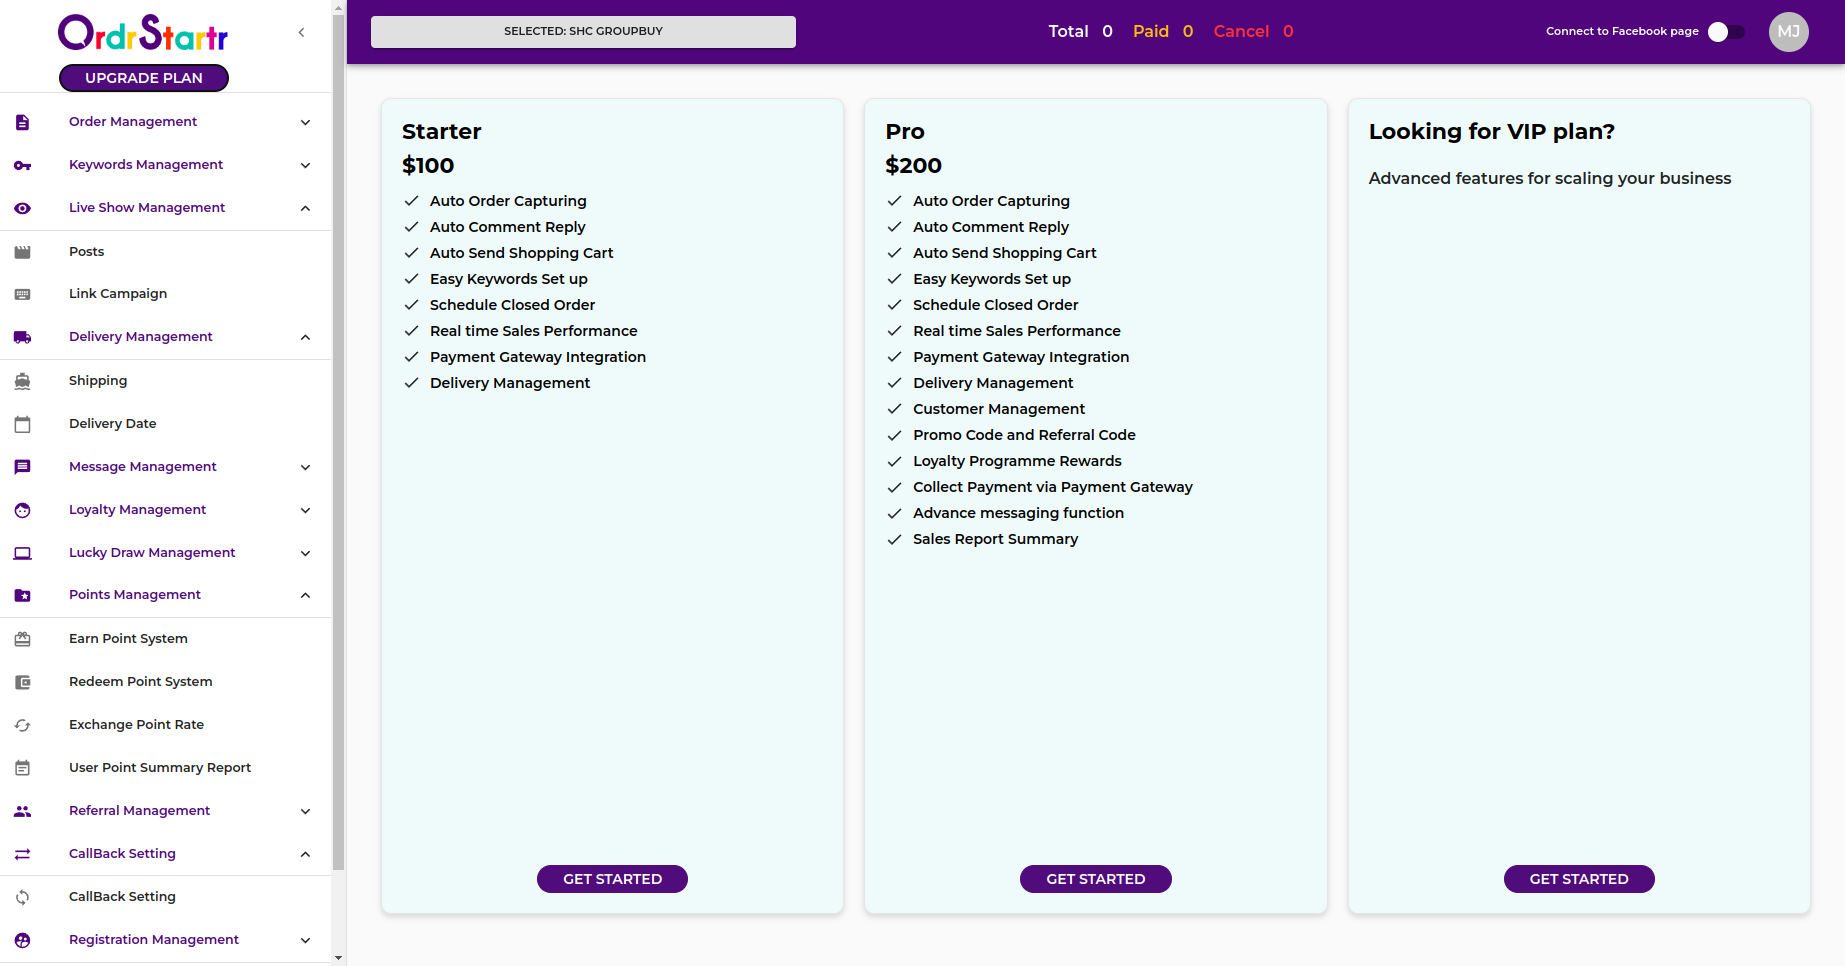 OrdrStartr
UPGRADE PLAN
Order Management
Keywords Management
Live Show Management
Posts
Link Campaign
Delivery Management
Shipping
Delivery Date
Message Management
Loyalty Management
Lucky Draw Management
Points Management
Earn Point System
Redeem Point System
Exchange Point Rate
User Point Summary Report
Referral Management
CallBack Setting
CallBack Setting
Registration Management
SELECTED: SHC GROUPBUY
Total 0 Paid 0 Cancel 0
Connect to Facebook page
MJ
Starter
$100
Auto Order Capturing
Auto Comment Reply
Auto Send Shopping Cart
Easy Keywords Set up
Schedule Closed Order
Real time Sales Performance
Payment Gateway Integration
Delivery Management
GET STARTED
Pro
$200
Auto Order Capturing
Auto Comment Reply
Auto Send Shopping Cart
Easy Keywords Set up
Schedule Closed Order
Real time Sales Performance
Payment Gateway Integration
Delivery Management
Customer Management
Promo Code and Referral Code
Loyalty Programme Rewards
Collect Payment via Payment Gateway
Advance messaging function
Sales Report Summary
GET STARTED
Looking for VIP plan?
Advanced features for scaling your business
GET STARTED